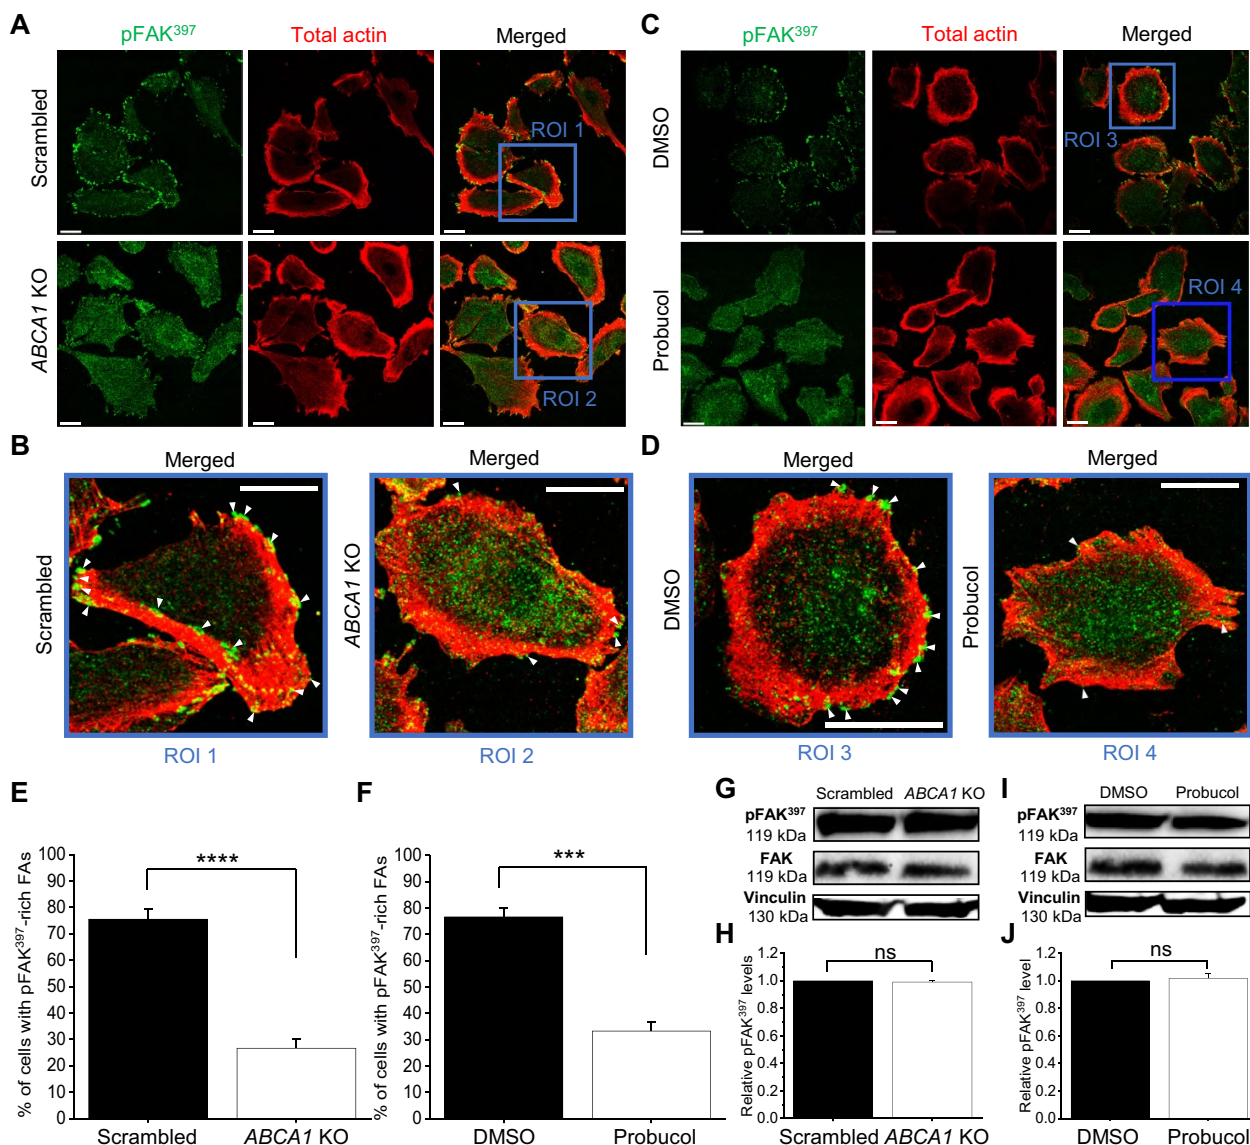 A
pFAK397 Total actin Merged
Scrambled
ROI 1
ABCA1 KO
ROI 2
C
pFAK397 Total actin Merged
DMSO
ROI 3
Probucol
ROI 4
B
Merged Merged
Scrambled
ABCA1 KO
ROI 1 ROI 2
D
Merged Merged
DMSO
Probucol
ROI 3 ROI 4
E
% of cells with pFAK397-rich FAs
100
90
80
70
60
50
40
30
20
10
0
****
Scrambled ABCA1 KO
F
% of cells with pFAK397-rich FAs
100
90
80
70
60
50
40
30
20
10
0
***
DMSO Probucol
G
Scrambled ABCA1 KO
pFAK397
119 kDa
FAK
119 kDa
Vinculin
130 kDa
H
Relative pFAK397 levels
1.2
1.0
0.8
0.6
0.4
0.2
0.0
ns
Scrambled ABCA1 KO
I
DMSO Probucol
pFAK397
119 kDa
FAK
119 kDa
Vinculin
130 kDa
J
Relative pFAK397 level
1.2
1.0
0.8
0.6
0.4
0.2
0.0
ns
DMSO Probucol